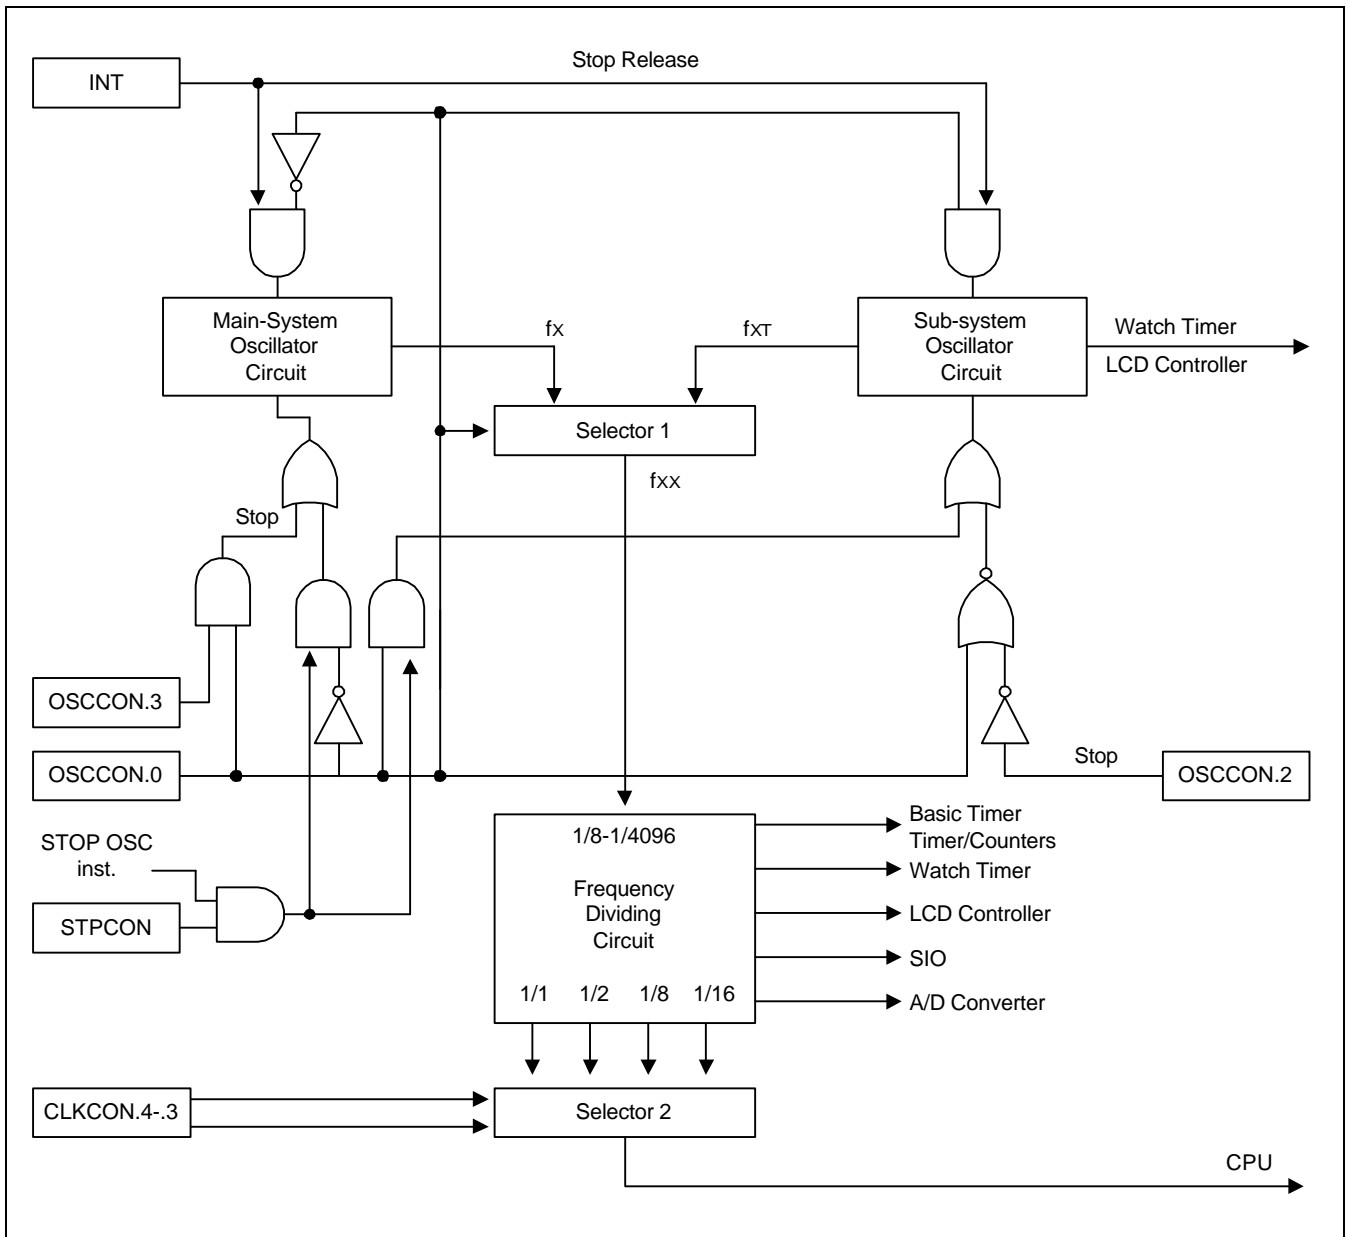 Stop Release
INT
Main-System
Oscillator
Circuit
fX
fXT
Sub-system
Oscillator
Circuit
Watch Timer
LCD Controller
Selector 1
fXX
Stop
OSCCON.3
OSCCON.0
Stop
OSCCON.2
STOP OSC
inst.
STPCON
1/8-1/4096
Frequency
Dividing
Circuit
1/1 1/2 1/8 1/16
Basic Timer
Timer/Counters
Watch Timer
LCD Controller
SIO
A/D Converter
CLKCON.4-.3
Selector 2
CPU